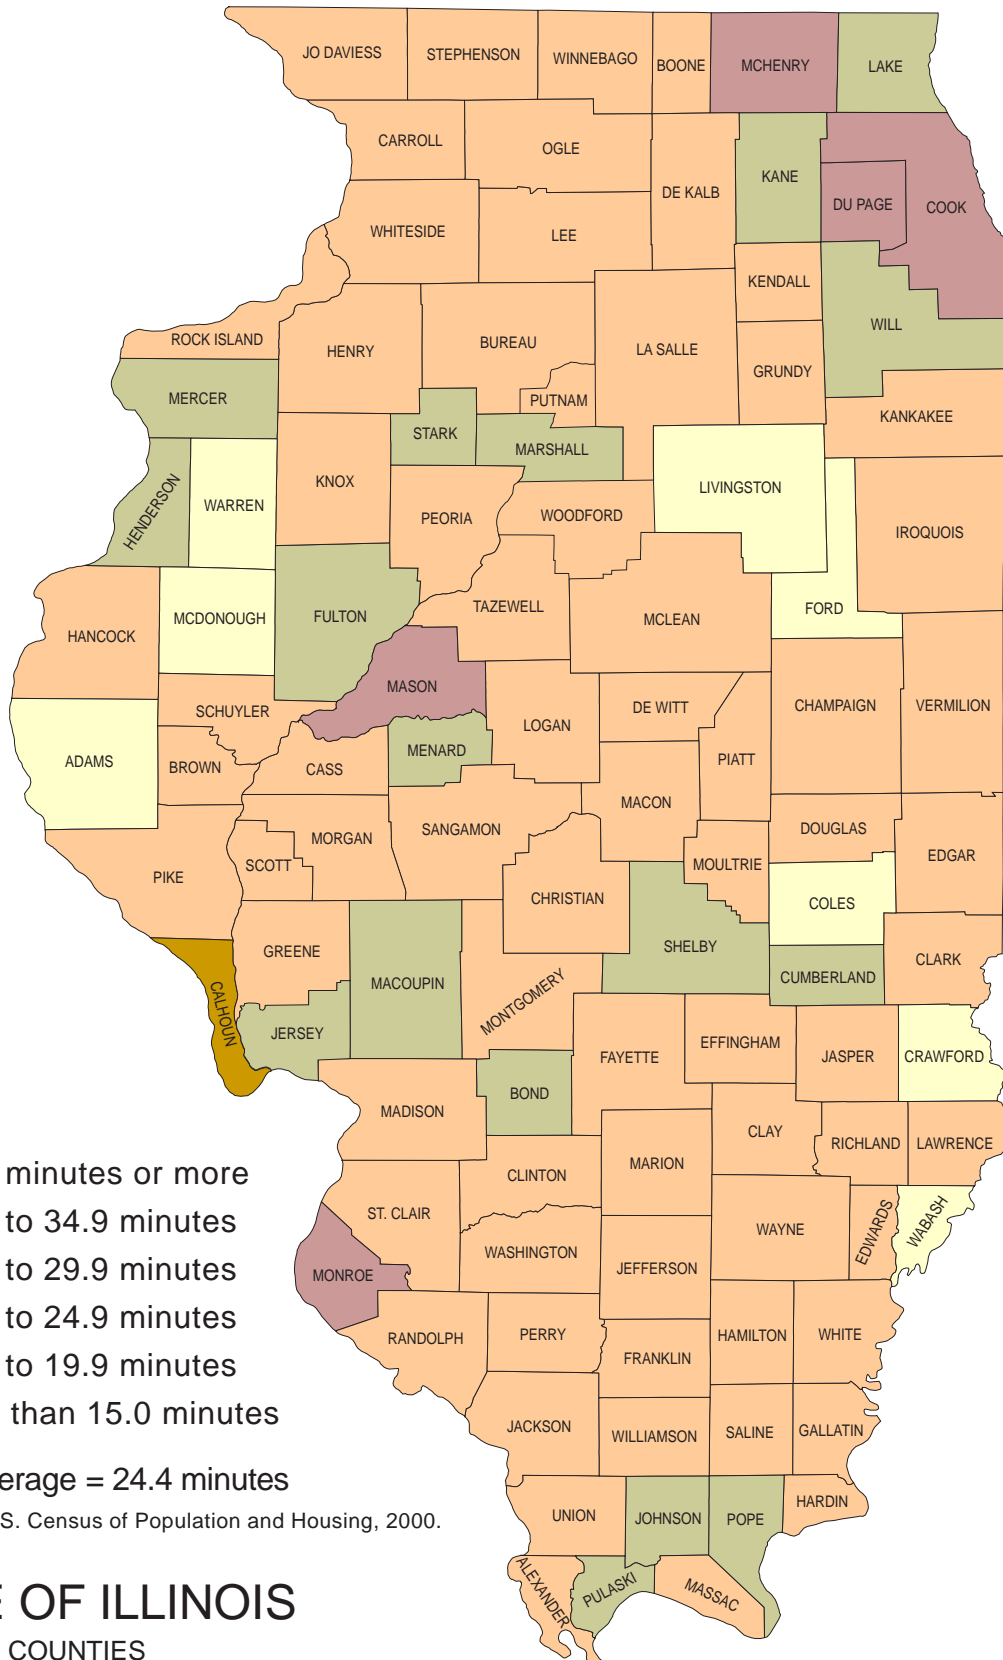 JO DAVIESS
STEPHENSON
WINNEBAGO
BOONE
MCHENRY
LAKE
CARROLL
OGLE
DE KALB
KANE
DU PAGE
COOK
WHITESIDE
LEE
KENDALL
ROCK ISLAND
HENRY
BUREAU
LA SALLE
WILL
GRUNDY
MERCER
PUTNAM
KANKAKEE
STARK
MARSHALL
HENDERSON
WARREN
KNOX
LIVINGSTON
PEORIA
WOODFORD
IROQUOIS
HANCOCK
MCDONOUGH
FULTON
TAZEWELL
MCLEAN
FORD
MASON
SCHUYLER
LOGAN
DE WITT
CHAMPAIGN
VERMILION
ADAMS
BROWN
CASS
MENARD
PIATT
MACON
SCOTT
MORGAN
SANGAMON
DOUGLAS
PIKE
CHRISTIAN
MOULTRIE
EDGAR
COLES
GREENE
MACOUPIN
MONTGOMERY
SHELBY
CUMBERLAND
CLARK
CALHOUN
JERSEY
FAYETTE
EFFINGHAM
JASPER
CRAWFORD
BOND
MADISON
CLAY
RICHLAND
LAWRENCE
CLINTON
MARION
ST. CLAIR
WAYNE
EDWARDS
WABASH
MONROE
WASHINGTON
JEFFERSON
RANDOLPH
PERRY
FRANKLIN
HAMILTON
WHITE
JACKSON
WILLIAMSON
SALINE
GALLATIN
UNION
JOHNSON
POPE
HARDIN
ALEXANDER
PULASKI
MASSAC
minutes or more
to 34.9 minutes
to 29.9 minutes
to 24.9 minutes
to 19.9 minutes
than 15.0 minutes
erage = 24.4 minutes
S. Census of Population and Housing, 2000.
E OF ILLINOIS
COUNTIES